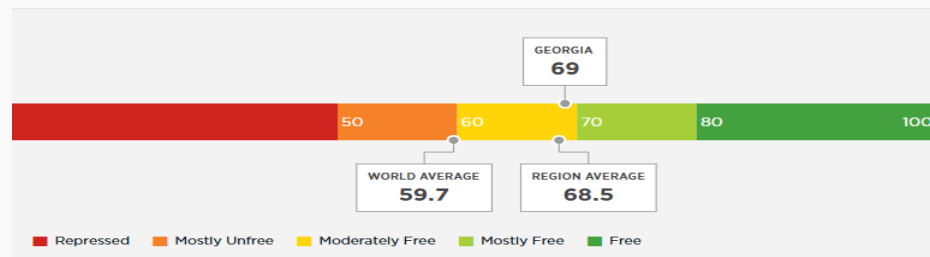 GEORGIA
69
50 60 70 80 100
WORLD AVERAGE
59.7
REGION AVERAGE
68.5
Repressed Mostly Unfree Moderately Free Mostly Free Free